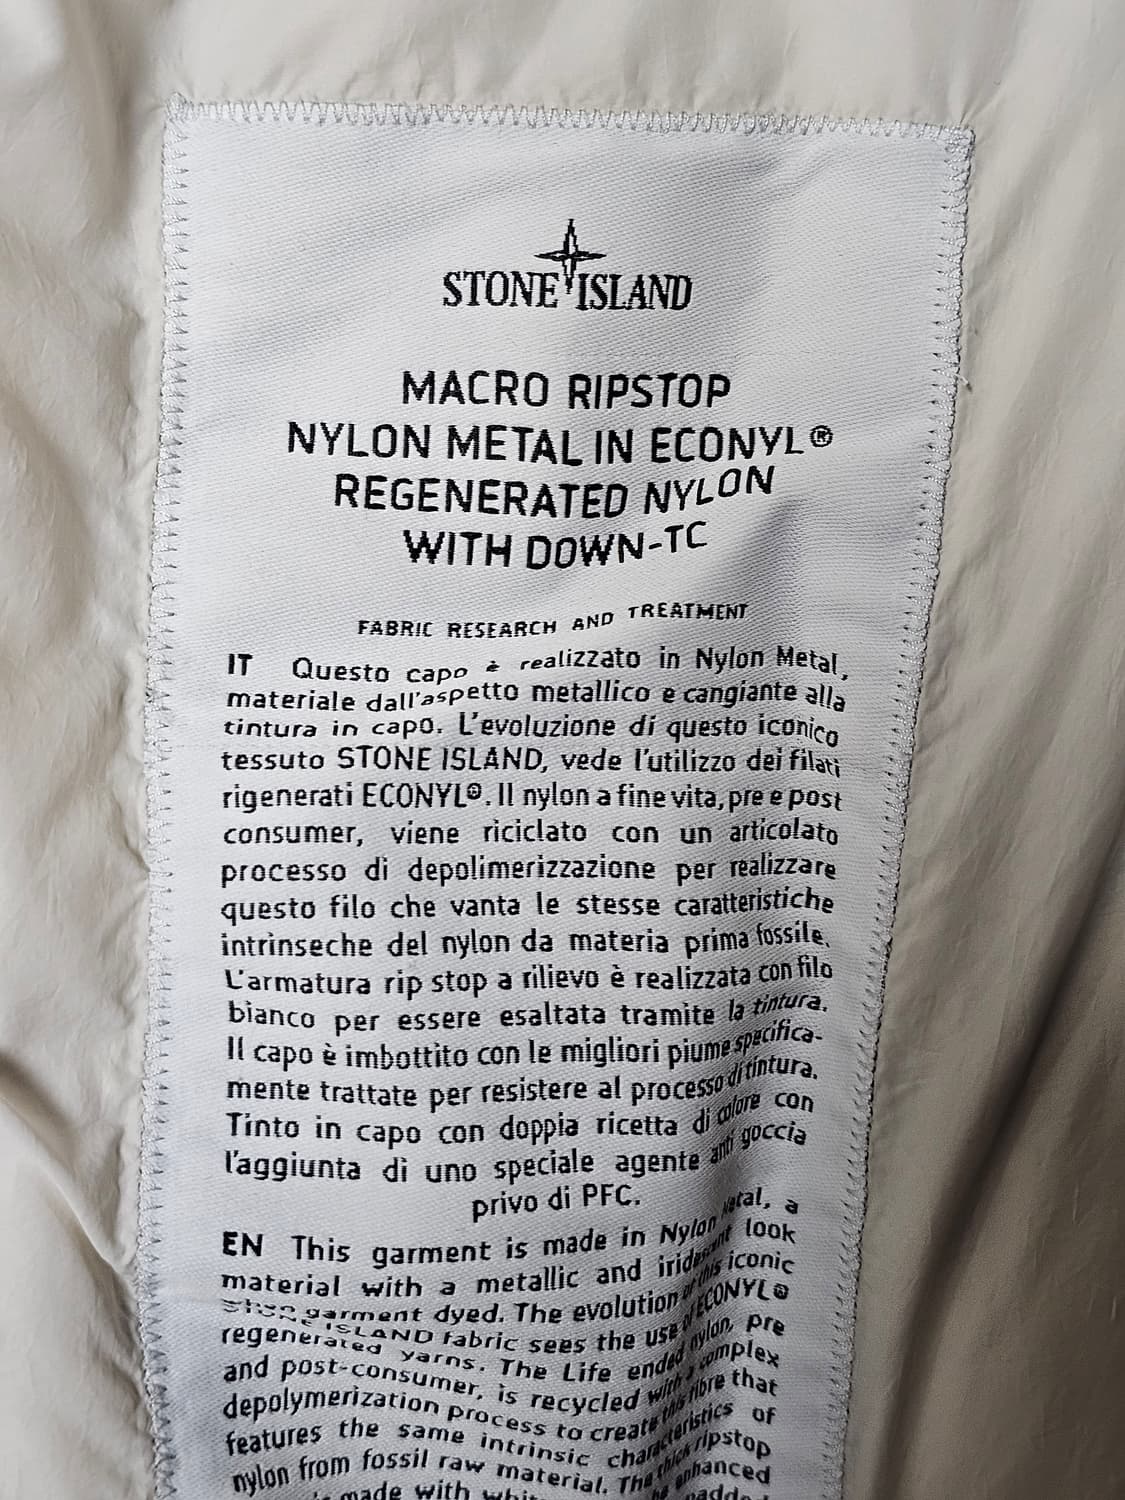 STONE ISLAND
MACRO RIPSTOP
NYLON METAL IN ECONYL®
REGENERATED NYLON
WITH DOWN-TC
FABRIC RESEARCH AND TREATMENT
IT Questo capo è realizzato in Nylon Metal,
materiale dall'aspetto metallico e cangiante alla
tintura in capo. L'evoluzione di questo iconico
tessuto STONE ISLAND, vede l'utilizzo dei filati
rigenerati ECONYL®. Il nylon a fine vita, pre e post
consumer, viene riciclato con un articolato
processo di depolimerizzazione per realizzare
questo filo che vanta le stesse caratteristiche
intrinseche del nylon da materia prima fossile.
L'armatura rip stop a rilievo è realizzata con filo
bianco per essere esaltata tramite la tintura.
Il capo è imbottito con le migliori piume specifica-
mente trattate per resistere al processo di tintura.
Tinto in capo con doppia ricetta di colore con
l'aggiunta di uno speciale agente anti goccia
privo di PFC.
EN This garment is made in Nylon Metal, a
material with a metallic and iridescent look
garment dyed. The evolution of this iconic
ISLAND fabric sees the use of ECONYL®
regenerated yarns. The Life ended nylon, pre
and post-consumer, is recycled with a complex
depolymerization process to create this fibre that
features the same intrinsic characteristics of
nylon from fossil raw material. The thick ripstop
made with be enhanced